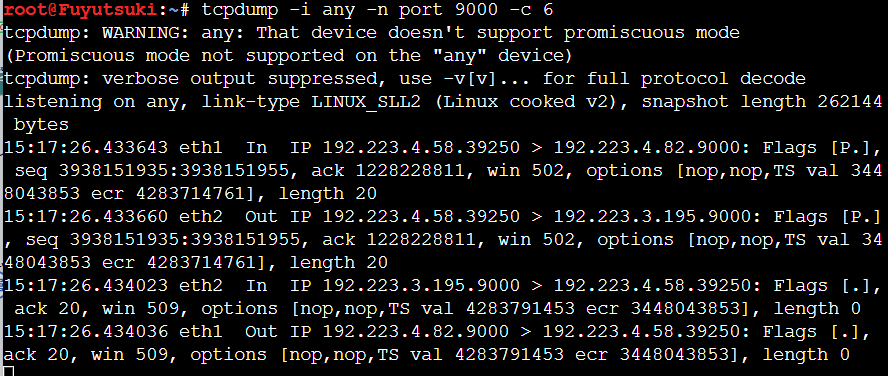 root@Fuyutsuki:~# tcpdump -i any -n port 9000 -c 6
tcpdump: WARNING: any: That device doesn't support promiscuous mode
(Promiscuous mode not supported on the "any" device)
tcpdump: verbose output suppressed, use -v[v]... for full protocol decode
listening on any, link-type LINUX_SLL2 (Linux cooked v2), snapshot length 262144
 bytes
15:17:26.433643 eth1  In  IP 192.223.4.58.39250 > 192.223.4.82.9000: Flags [P.],
 seq 3938151935:3938151955, ack 1228228811, win 502, options [nop,nop,TS val 344
8043853 ecr 4283714761], length 20
15:17:26.433660 eth2  Out IP 192.223.4.58.39250 > 192.223.3.195.9000: Flags [P.]
, seq 3938151935:3938151955, ack 1228228811, win 502, options [nop,nop,TS val 34
48043853 ecr 4283714761], length 20
15:17:26.434023 eth2  In  IP 192.223.3.195.9000 > 192.223.4.58.39250: Flags [.],
 ack 20, win 509, options [nop,nop,TS val 4283791453 ecr 3448043853], length 0
15:17:26.434036 eth1  Out IP 192.223.4.82.9000 > 192.223.4.58.39250: Flags [.],
ack 20, win 509, options [nop,nop,TS val 4283791453 ecr 3448043853], length 0